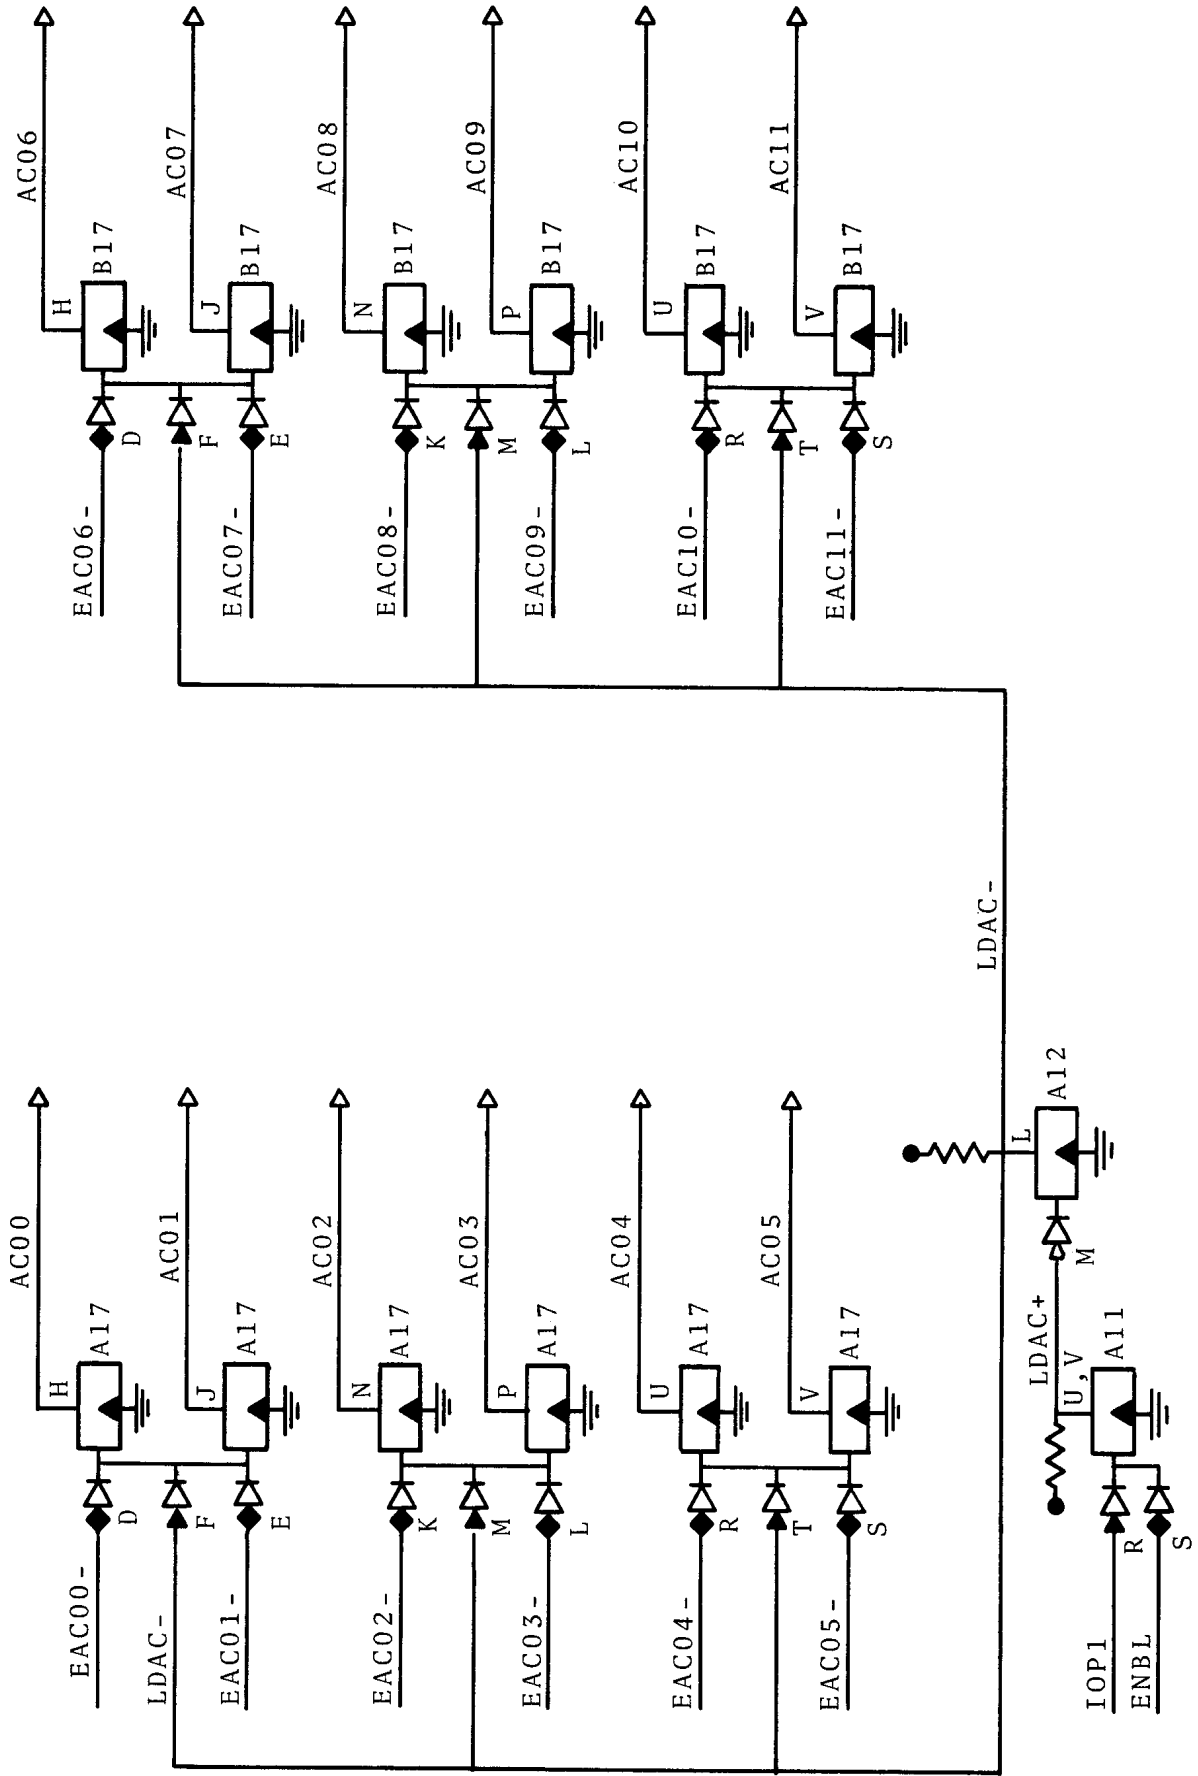 AC06
H
B17
EAC06-
D
F
AC07
J
B17
EAC07-
E
AC08
N
B17
EAC08-
K
M
AC09
P
B17
EAC09-
L
AC10
U
B17
EAC10-
R
T
AC11
V
B17
EAC11-
S
AC00
H
A17
EAC00-
D
LDAC-
F
AC01
J
A17
EAC01-
E
AC02
N
A17
EAC02-
K
M
AC03
P
A17
EAC03-
L
AC04
U
A17
EAC04-
R
T
AC05
V
A17
EAC05-
S
LDAC-
L
A12
M
LDAC+
U,V
A11
IOP1
R
ENBL
S